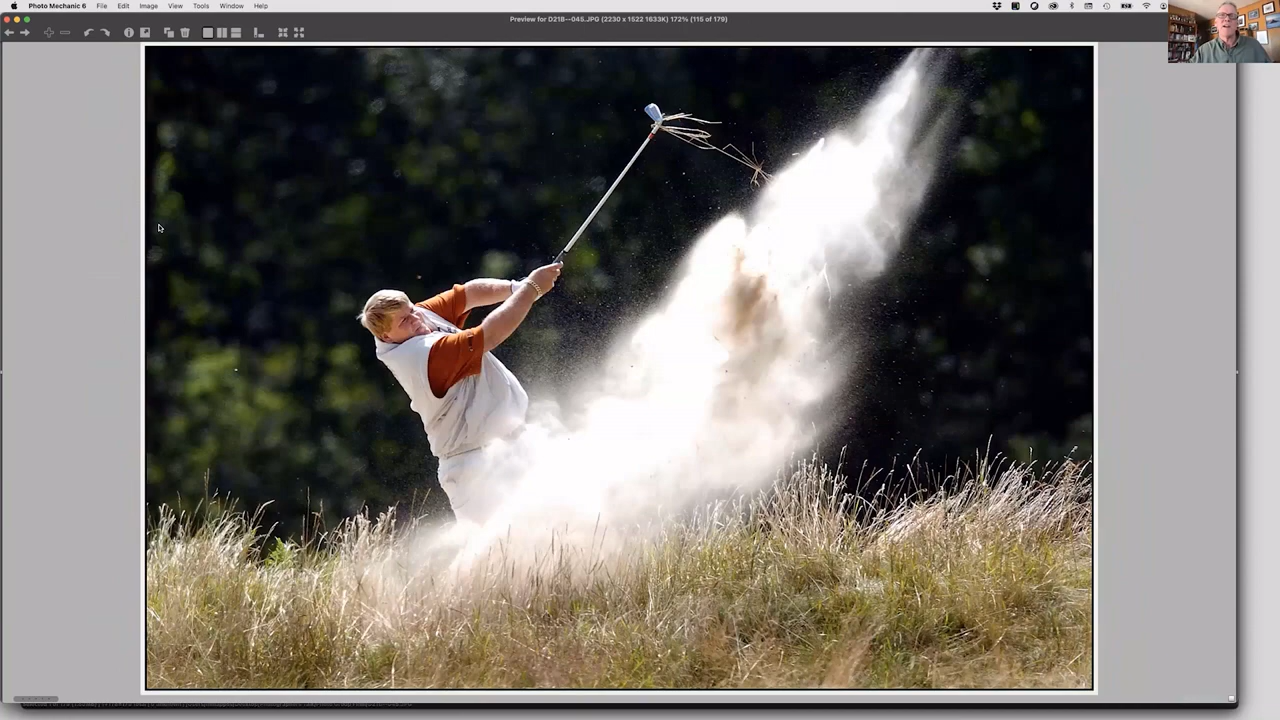 Photo Mechanic 6 File Edit Image View Tools Window Help
Preview for D21B--045.JPG (2230 x 1522 1633K) 172% (115 of 179)